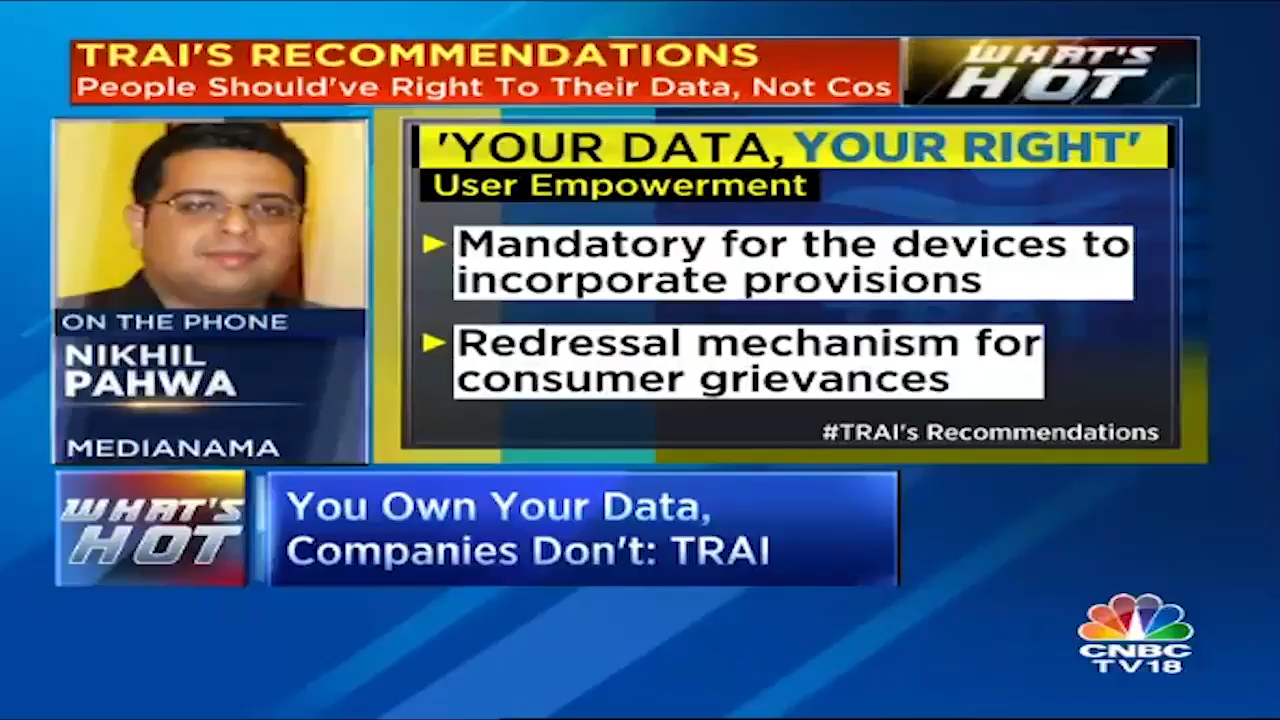 TRAI'S RECOMMENDATIONS
People Should've Right To Their Data, Not Cos
WHAT'S
HOT
'YOUR DATA, YOUR RIGHT'
User Empowerment
Mandatory for the devices to
incorporate provisions
Redressal mechanism for
consumer grievances
#TRAI's Recommendations
ON THE PHONE
NIKHIL
PAHWA
MEDIANAMA
WHAT'S
HOT
You Own Your Data,
Companies Don't: TRAI
CNBC
TV18